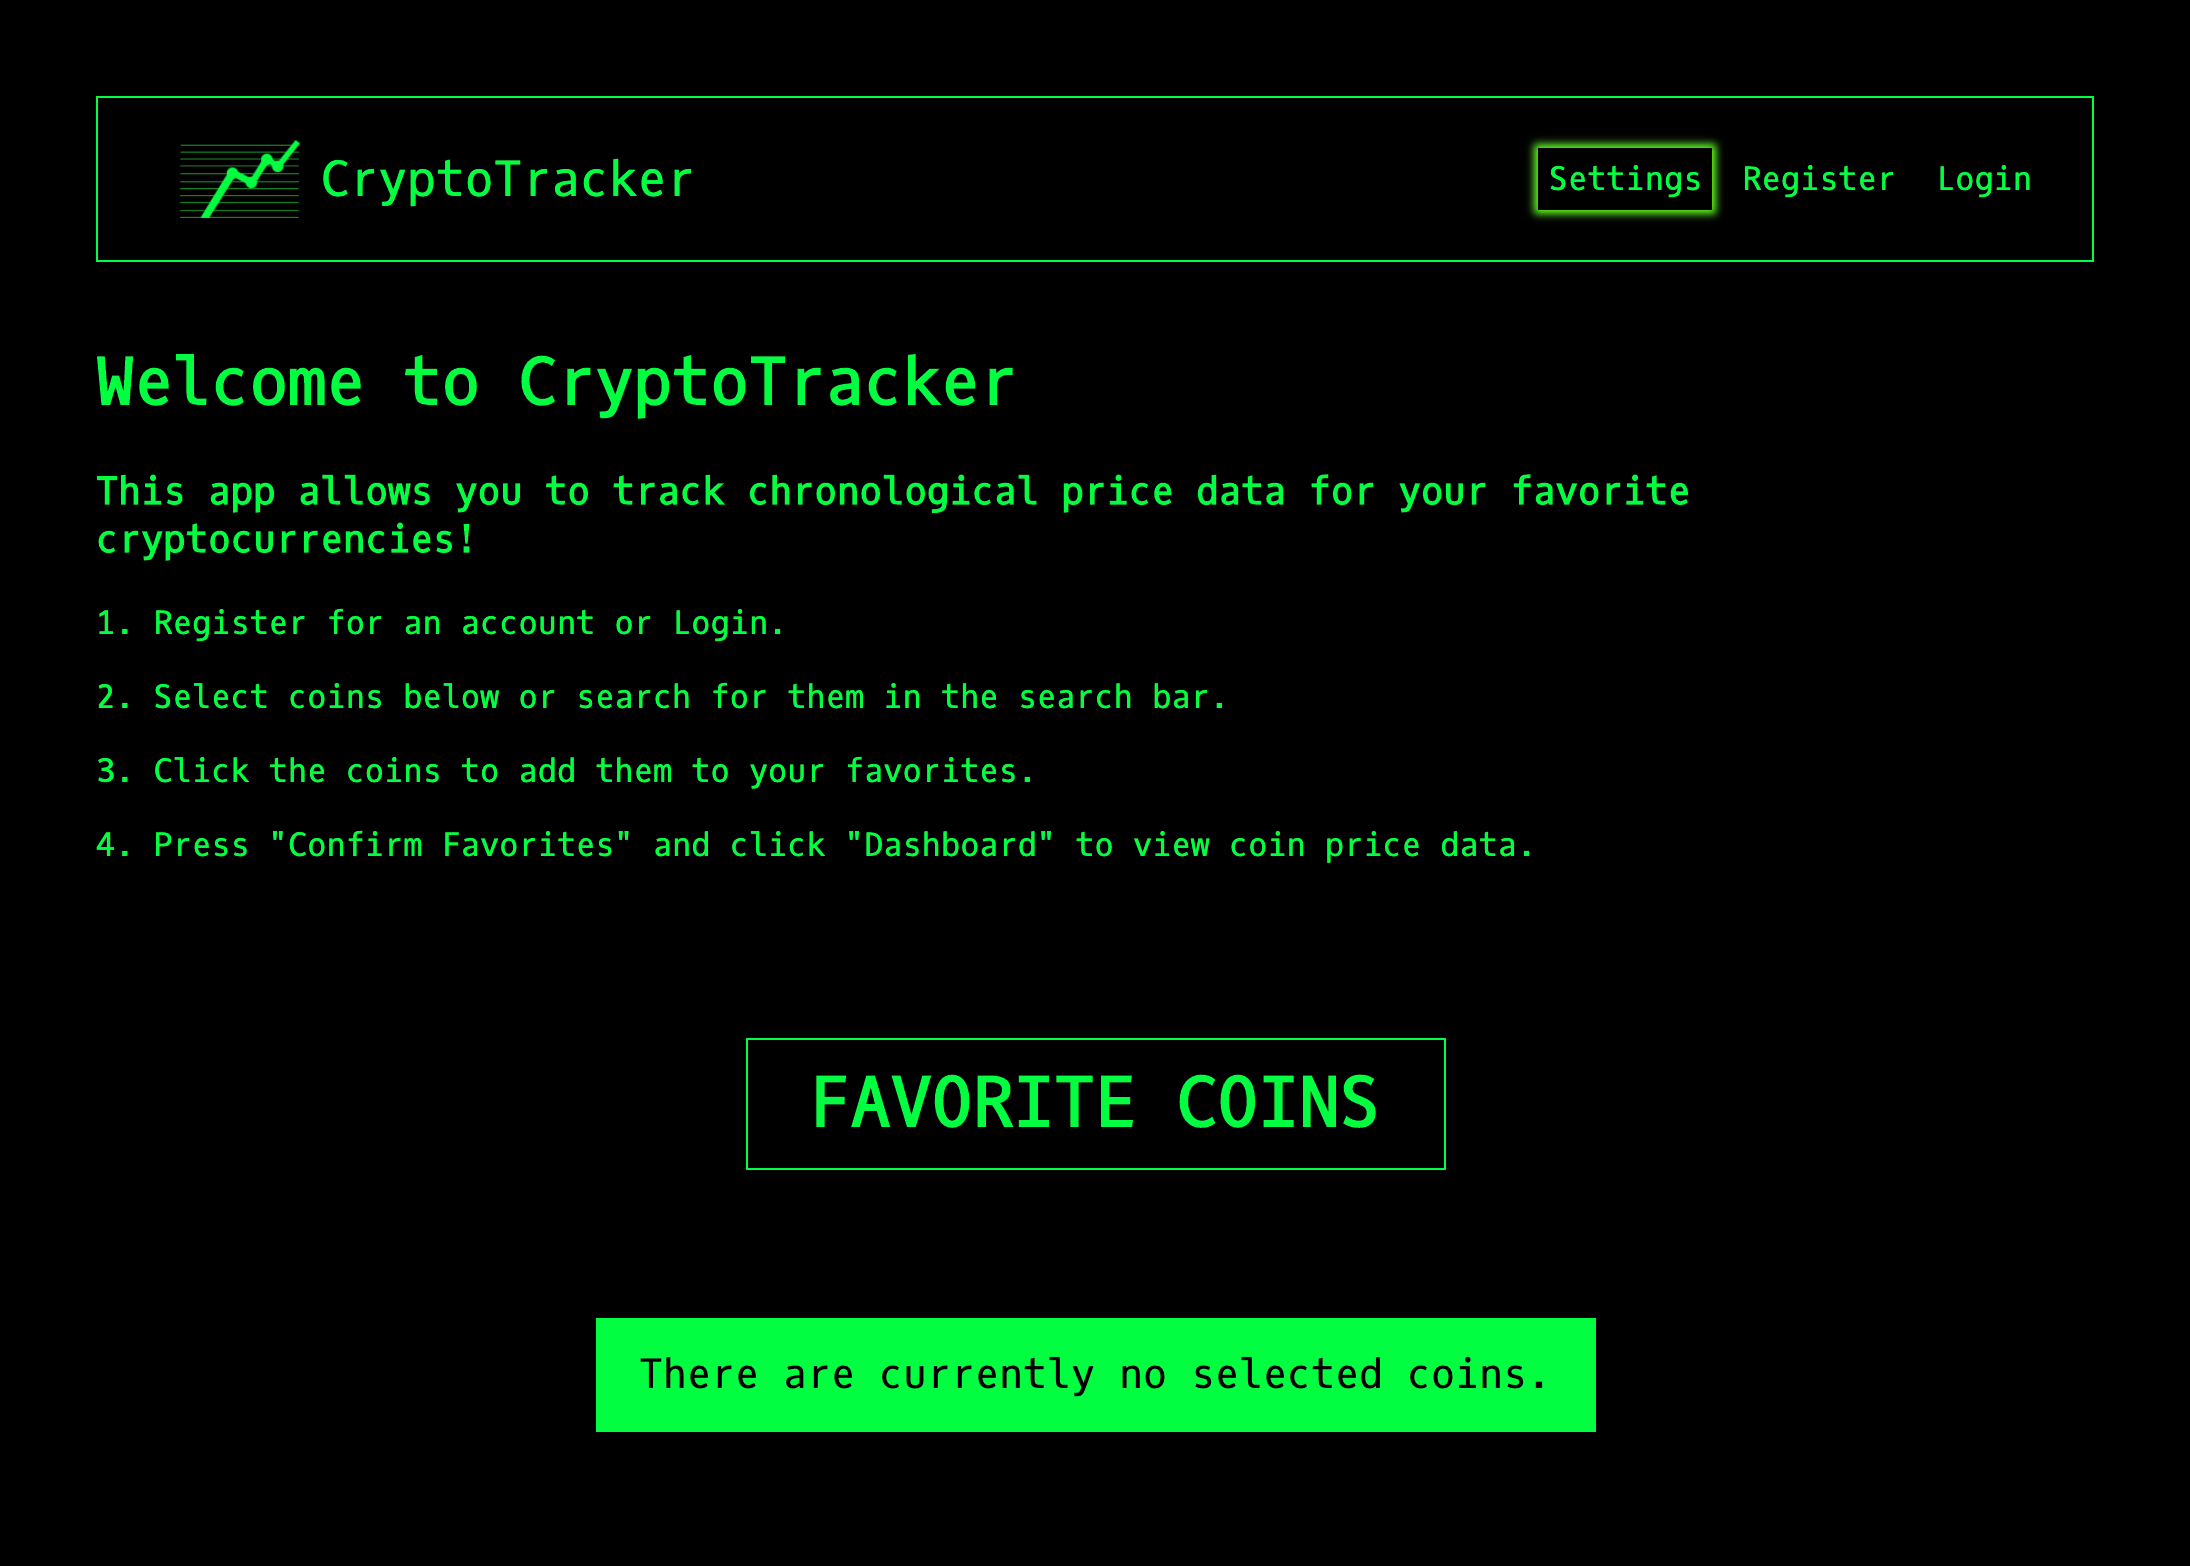 CryptoTracker
Settings
Register
Login
Welcome to CryptoTracker
This app allows you to track chronological price data for your favorite
cryptocurrencies!
1. Register for an account or Login.
2. Select coins below or search for them in the search bar.
3. Click the coins to add them to your favorites.
4. Press "Confirm Favorites" and click "Dashboard" to view coin price data.
FAVORITE COINS
There are currently no selected coins.